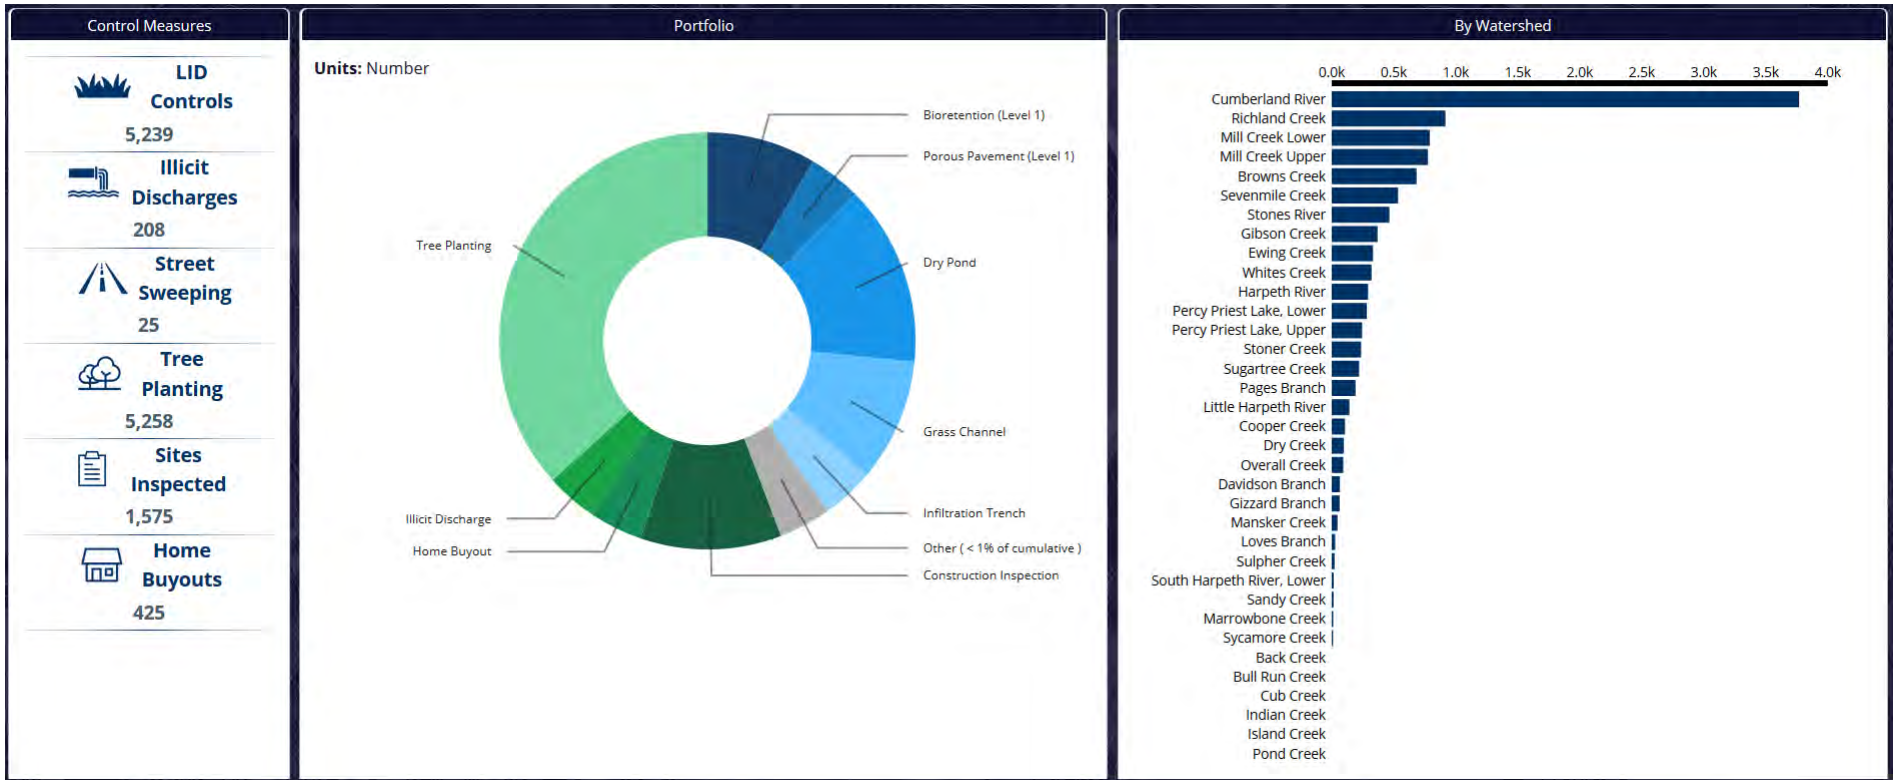 Control Measures
LID
Controls
5,239
Illicit
Discharges
208
Street
Sweeping
25
Tree
Planting
5,258
Sites
Inspected
1,575
Home
Buyouts
425
Portfolio
Units: Number
Bioretention (Level 1)
Porous Pavement (Level 1)
Tree Planting
Dry Pond
Grass Channel
Infiltration Trench
Illicit Discharge
Other ( < 1% of cumulative )
Home Buyout
Construction Inspection
By Watershed
0.0k 0.5k 1.0k 1.5k 2.0k 2.5k 3.0k 3.5k 4.0k
Cumberland River
Richland Creek
Mill Creek Lower
Mill Creek Upper
Browns Creek
Sevenmile Creek
Stones River
Gibson Creek
Ewing Creek
Whites Creek
Harpeth River
Percy Priest Lake, Lower
Percy Priest Lake, Upper
Stoner Creek
Sugartree Creek
Pages Branch
Little Harpeth River
Cooper Creek
Dry Creek
Overall Creek
Davidson Branch
Gizzard Branch
Mansker Creek
Loves Branch
Sulpher Creek
South Harpeth River, Lower
Sandy Creek
Marrowbone Creek
Sycamore Creek
Back Creek
Bull Run Creek
Cub Creek
Indian Creek
Island Creek
Pond Creek